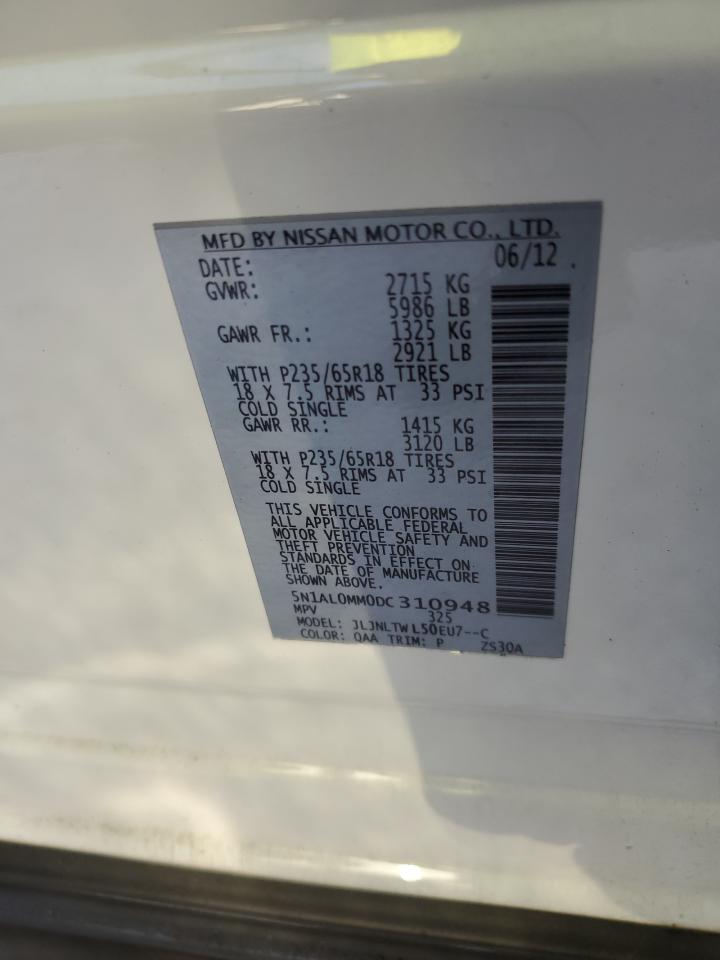 MFD BY NISSAN MOTOR CO., LTD.
DATE: 06/12 .
GVWR: 2715 KG
5986 LB
GAWR FR.: 1325 KG
2921 LB
WITH P235/65R18 TIRES
18 X 7.5 RIMS AT 33 PSI
COLD SINGLE
GAWR RR.: 1415 KG
3120 LB
WITH P235/65R18 TIRES
18 X 7.5 RIMS AT 33 PSI
COLD SINGLE
THIS VEHICLE CONFORMS TO
ALL APPLICABLE FEDERAL
MOTOR VEHICLE SAFETY AND
THEFT PREVENTION
STANDARDS IN EFFECT ON
THE DATE OF MANUFACTURE
SHOWN ABOVE.
5N1AL0MM0DC310948
MPV 325
MODEL: JLJNLTWL50EU7--C
COLOR: QAA TRIM: P ZS30A